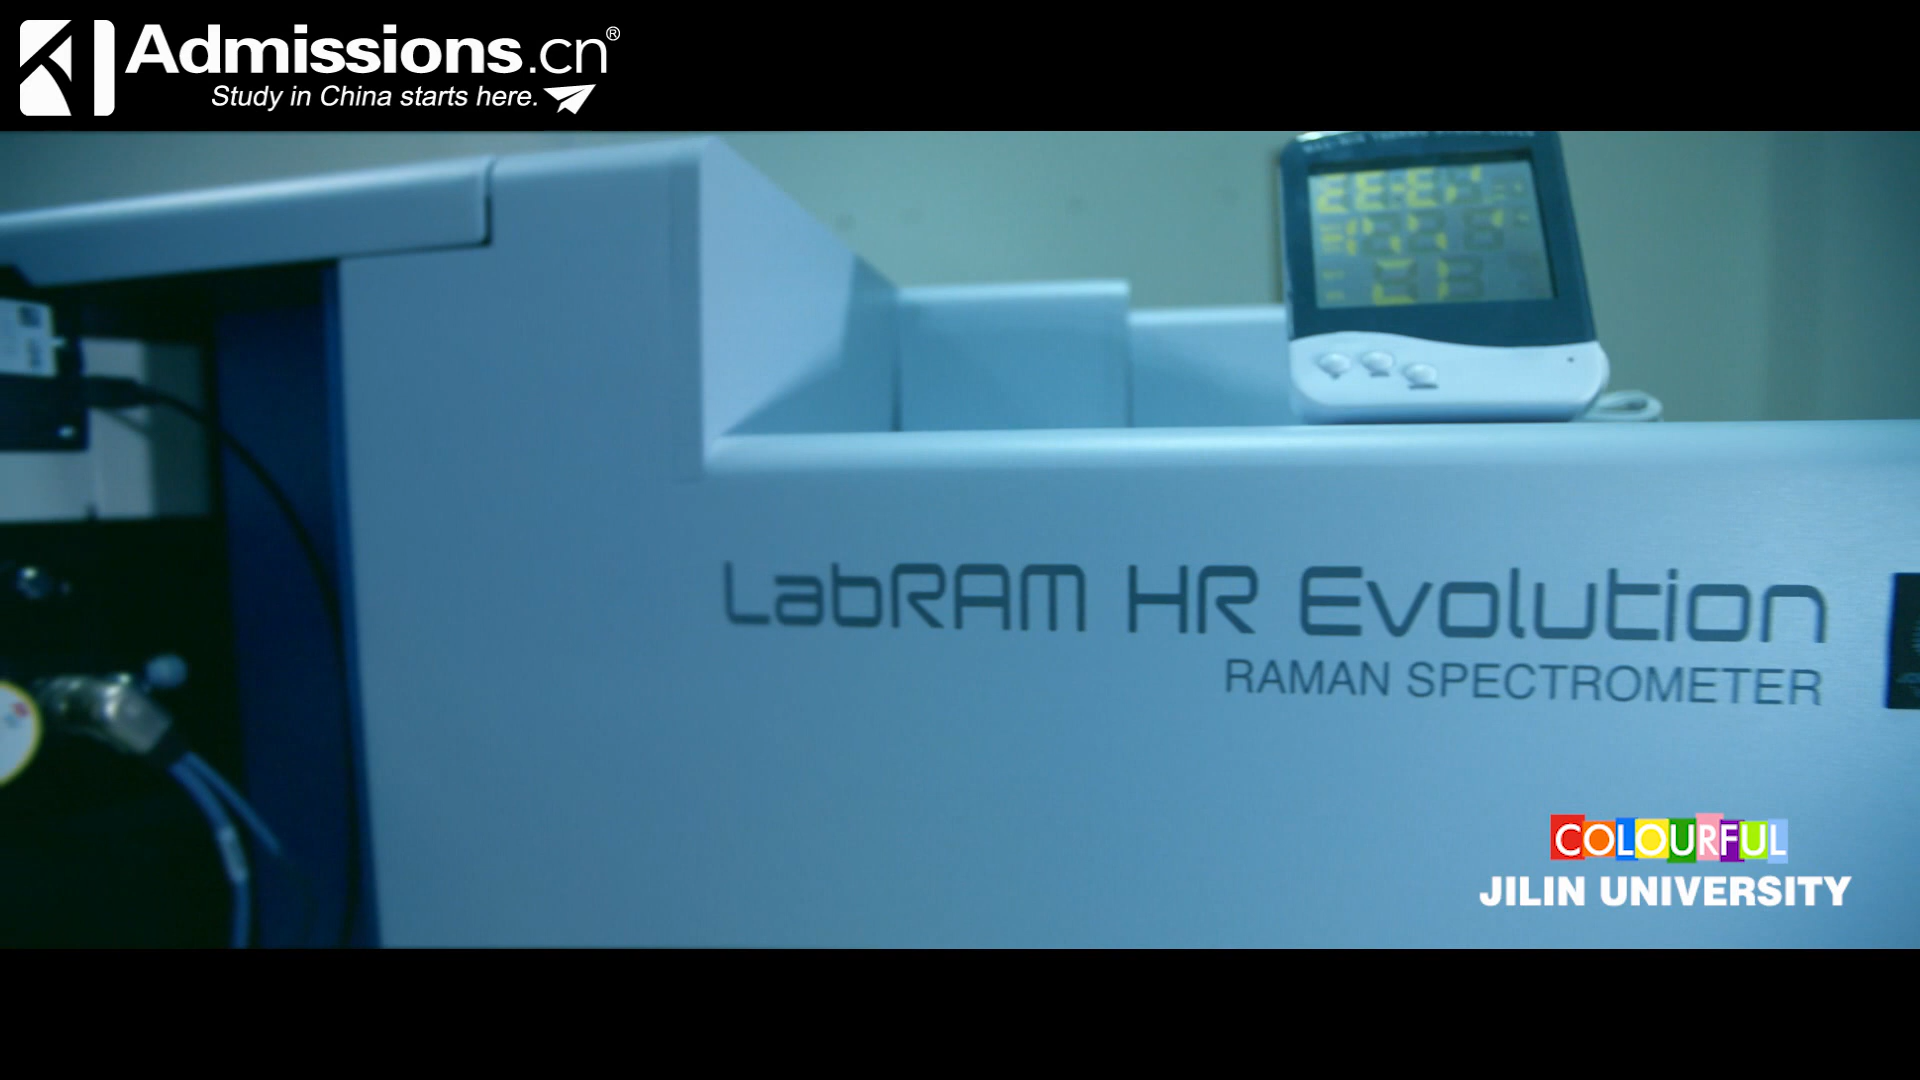 Admissions.cn®
Study in China starts here.
LabRAM HR Evolution
RAMAN SPECTROMETER
COLOURFUL
JILIN UNIVERSITY